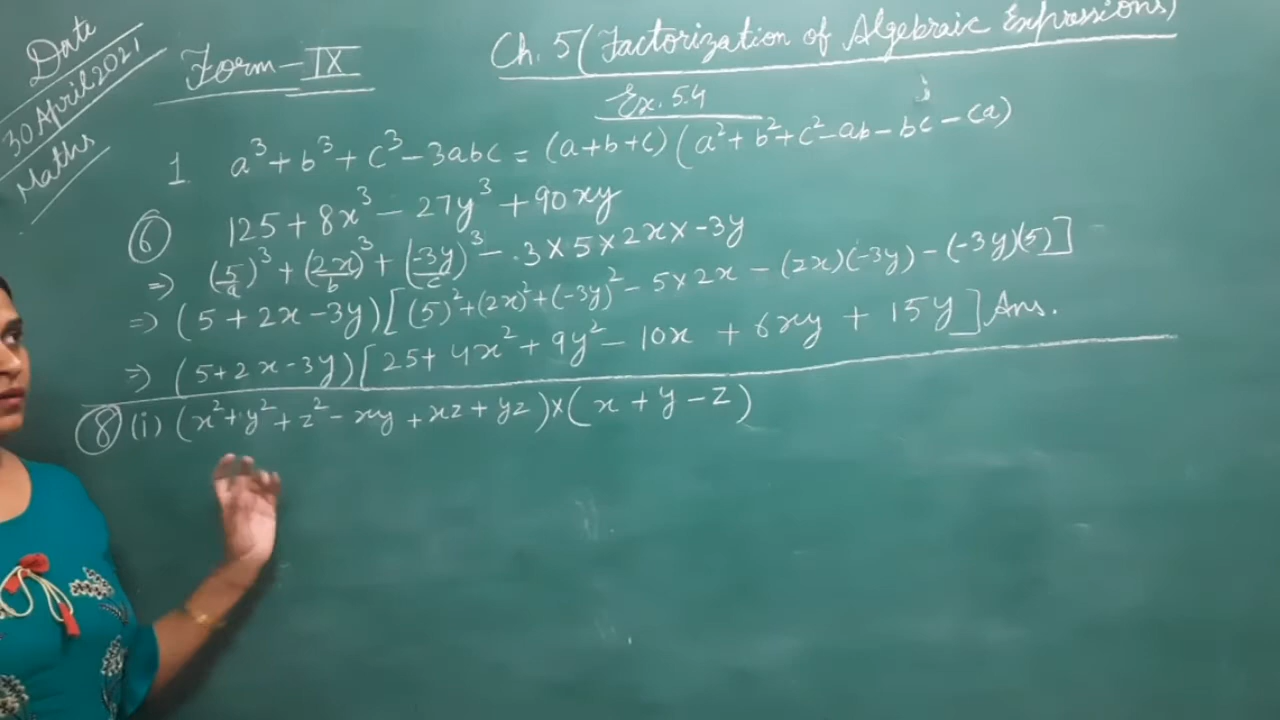 Date
30 April 2021
Maths
Form - IX
Ch. 5 (Factorization of Algebraic Expressions)
Ex. 5.4
1. a³ + b³ + c³ - 3abc = (a+b+c) (a² + b² + c² - ab - bc - ca)
⑥ 125 + 8x³ - 27y³ + 90xy
=> (5)³ + (2x)³ + (-3y)³ - 3×5×2x×-3y
a b c
=> (5 + 2x - 3y) [(5)² + (2x)² + (-3y)² - 5×2x - (2x)(-3y) - (-3y)(5)]
=> (5 + 2x - 3y) [25 + 4x² + 9y² - 10x + 6xy + 15y] Ans.
⑧ (i) (x² + y² + z² - xy + xz + yz) × (x + y - z)